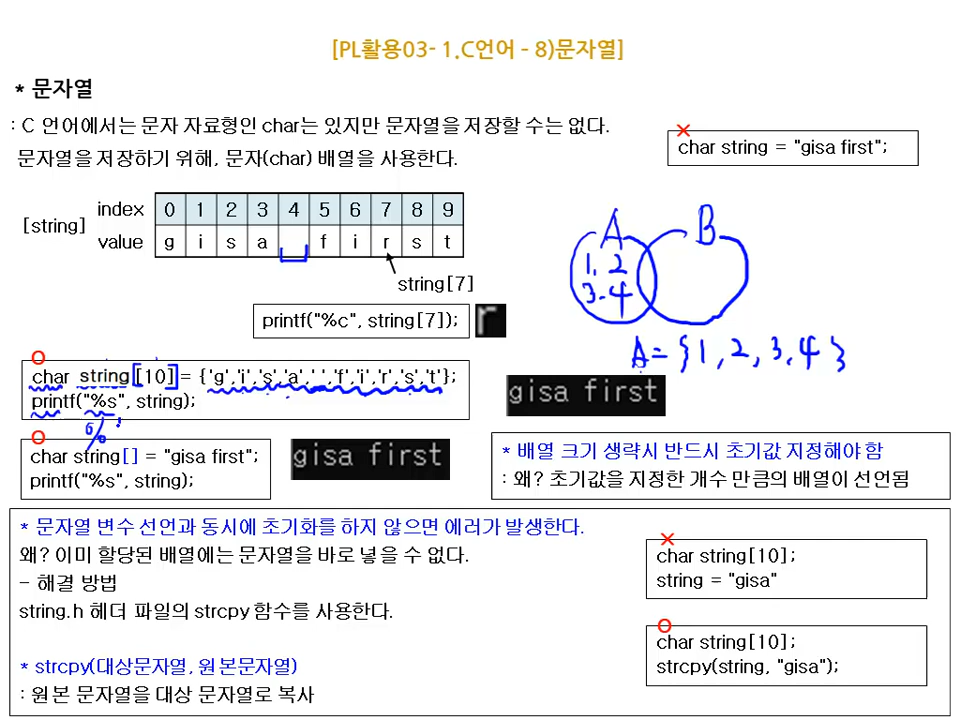 [PL활용03- 1.C언어 – 8)문자열]
* 문자열
: C 언어에서는 문자 자료형인 char는 있지만 문자열을 저장할 수는 없다.
문자열을 저장하기 위해, 문자(char) 배열을 사용한다.
×
char string = "gisa first";
[string]
index 0 1 2 3 4 5 6 7 8 9
value g i s a f i r s t
string[7]
printf("%c", string[7]);
r
A B
1, 2
3. 4
A = {1, 2, 3, 4}
O
char string[10] = {'g','i','s','a',' ','f','i','r','s','t'};
printf("%s", string);
gisa first
O
char string[] = "gisa first";
printf("%s", string);
gisa first
* 배열 크기 생략시 반드시 초기값 지정해야 함
: 왜? 초기값을 지정한 개수 만큼의 배열이 선언됨
* 문자열 변수 선언과 동시에 초기화를 하지 않으면 에러가 발생한다.
왜? 이미 할당된 배열에는 문자열을 바로 넣을 수 없다.
- 해결 방법
string.h 헤더 파일의 strcpy 함수를 사용한다.
* strcpy(대상문자열, 원본문자열)
: 원본 문자열을 대상 문자열로 복사
×
char string[10];
string = "gisa"
O
char string[10];
strcpy(string, "gisa");